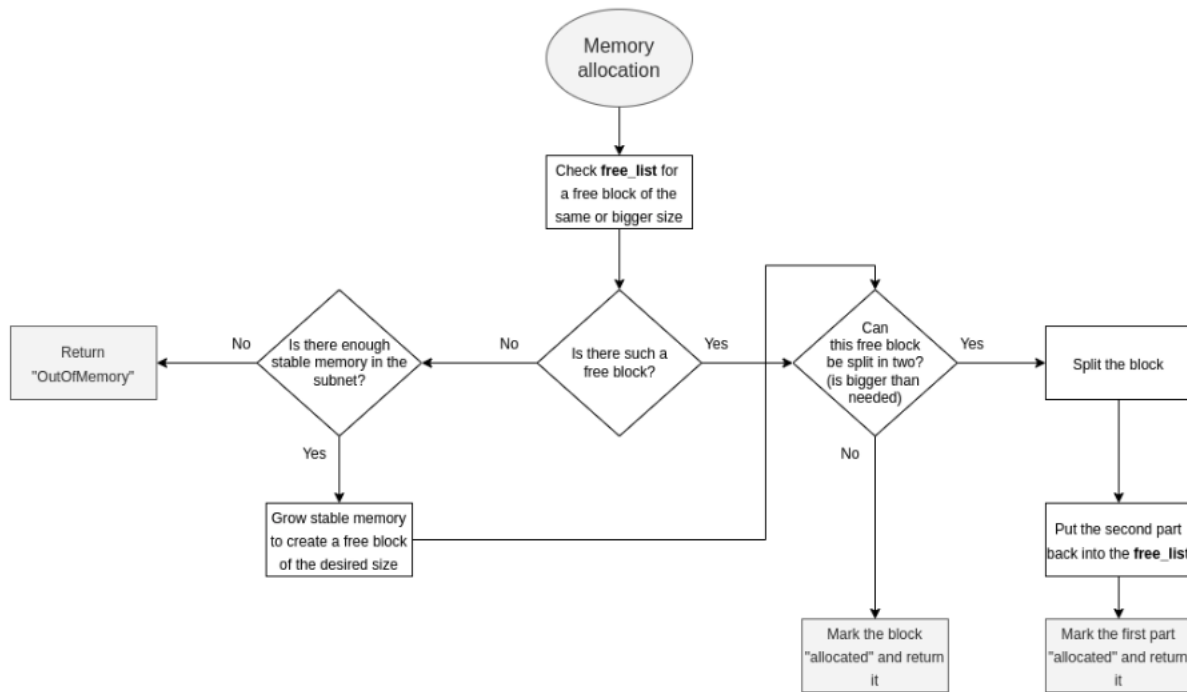 Memory
allocation
Check free_list for
a free block of the
same or bigger size
Is there such a
free block?
No
Yes
Is there enough
stable memory in the
subnet?
No
Yes
Return
"OutOfMemory"
Grow stable memory
to create a free block
of the desired size
Can
this free block
be split in two?
(is bigger than
needed)
Yes
No
Split the block
Put the second part
back into the free_list
Mark the block
"allocated" and return
it
Mark the first part
"allocated" and return
it